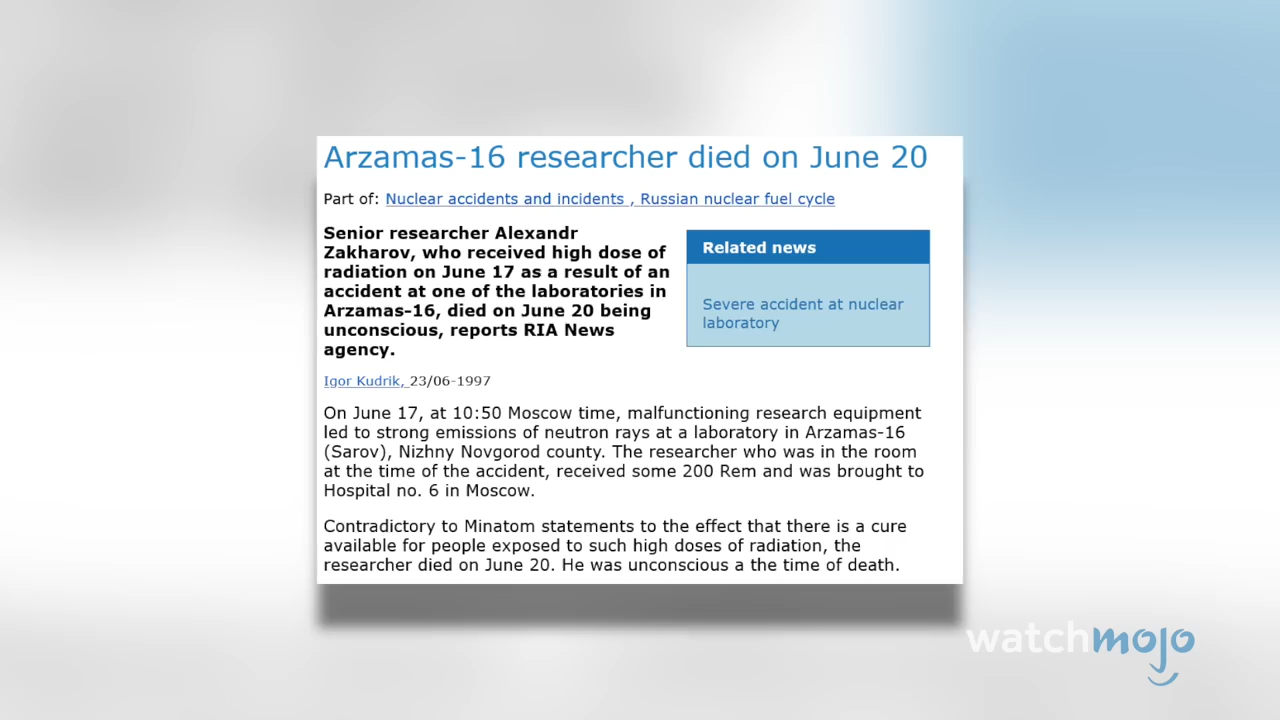 Arzamas-16 researcher died on June 20
Part of: Nuclear accidents and incidents , Russian nuclear fuel cycle
Senior researcher Alexandr
Zakharov, who received high dose of
radiation on June 17 as a result of an
accident at one of the laboratories in
Arzamas-16, died on June 20 being
unconscious, reports RIA News
agency.
Related news
Severe accident at nuclear
laboratory
Igor Kudrik, 23/06-1997
On June 17, at 10:50 Moscow time, malfunctioning research equipment
led to strong emissions of neutron rays at a laboratory in Arzamas-16
(Sarov), Nizhny Novgorod county. The researcher who was in the room
at the time of the accident, received some 200 Rem and was brought to
Hospital no. 6 in Moscow.
Contradictory to Minatom statements to the effect that there is a cure
available for people exposed to such high doses of radiation, the
researcher died on June 20. He was unconscious a the time of death.
watchmojo